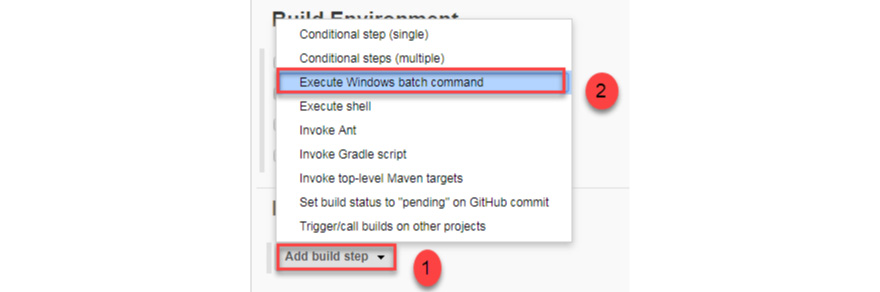 Build Environment
Conditional step (single)
Conditional steps (multiple)
Execute Windows batch command
2
Execute shell
Invoke Ant
Invoke Gradle script
Invoke top-level Maven targets
Set build status to "pending" on GitHub commit
Trigger/call builds on other projects
Add build step
1